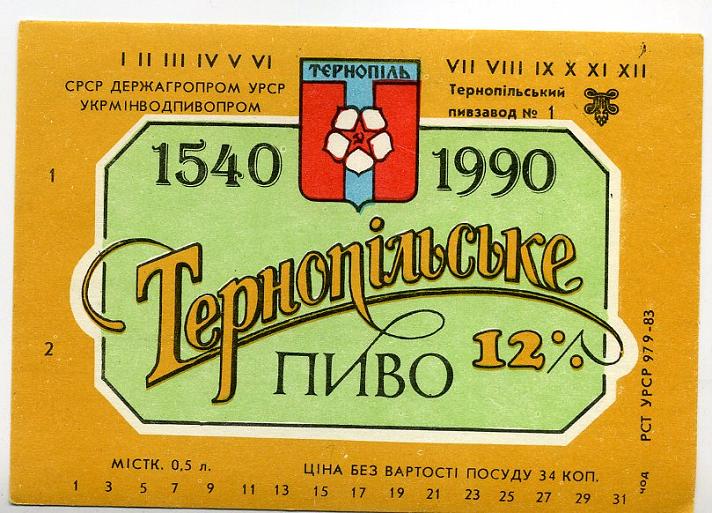 I II III IV V VI
VII VIII IX X XI XII
СРСР ДЕРЖАГРОПРОМ УРСР
УКРМІНВОДПИВОПРОМ
ТЕРНОПІЛЬ
Тернопільський
пивзавод № 1
1540
1990
1
Тернопільське
2
ПИВО
12%
РСТ УРСР 979-83
МІСТК. 0,5 л.
ЦІНА БЕЗ ВАРТОСТІ ПОСУДУ 34 КОП.
1 3 5 7 9 11 13 15 17 19 21 23 25 27 29 31